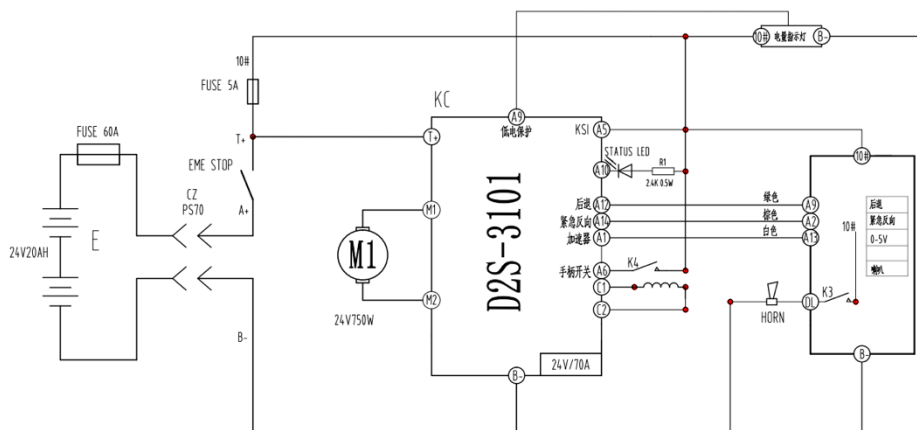 10#
电量指示灯
B-
10#
FUSE 5A
KC
A9
低电保护
T+
T+
KSI
A5
FUSE 60A
EME STOP
STATUS LED
A10
R1
2.4K 0.5W
10#
CZ
PS70
A+
后退
A12
绿色
A9
后退
M1
紧急反向
A14
棕色
A2
紧急反向
加速器
A1
白色
A13
10#
0-5V
24V20AH
E
M1
D2S-3101
手柄开关
A6
K4
喇叭
C1
K3
M2
C2
HORN
DL
24V750W
B-
24V/70A
B-
B-